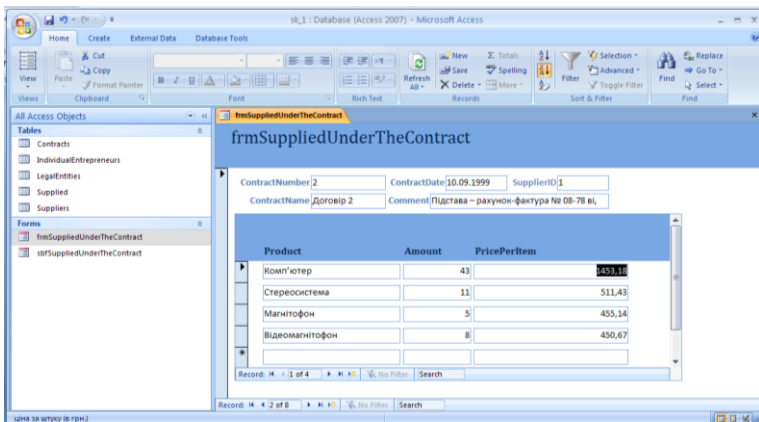 sk_1 : Database (Access 2007) - Microsoft Access
Home Create External Data Database Tools
View
Views
Paste
Cut
Copy
Format Painter
Clipboard
B I U A
Font
Rich Text
Refresh All
New
Save
Delete
Σ Totals
Spelling
More
Records
Filter
Selection
Advanced
Toggle Filter
Sort & Filter
Find
Replace
Go To
Select
Find
All Access Objects
Tables
Contracts
IndividualEntrepreneurs
LegalEntities
Supplied
Suppliers
Forms
frmSuppliedUnderTheContract
sbfSuppliedUnderTheContract
frmSuppliedUnderTheContract
frmSuppliedUnderTheContract
ContractNumber 2 ContractDate 10.09.1999 SupplierID 1
ContractName Договір 2 Comment Підстава – рахунок-фактура № 08-78 ві,
Product Amount PricePerItem
Комп'ютер 43 1453,18
Стереосистема 11 511,43
Магнітофон 5 455,14
Відеомагнітофон 8 450,67
Record: 1 of 4 No Filter Search
Record: 2 of 8 No Filter Search
ціна за штуку (в грн.)